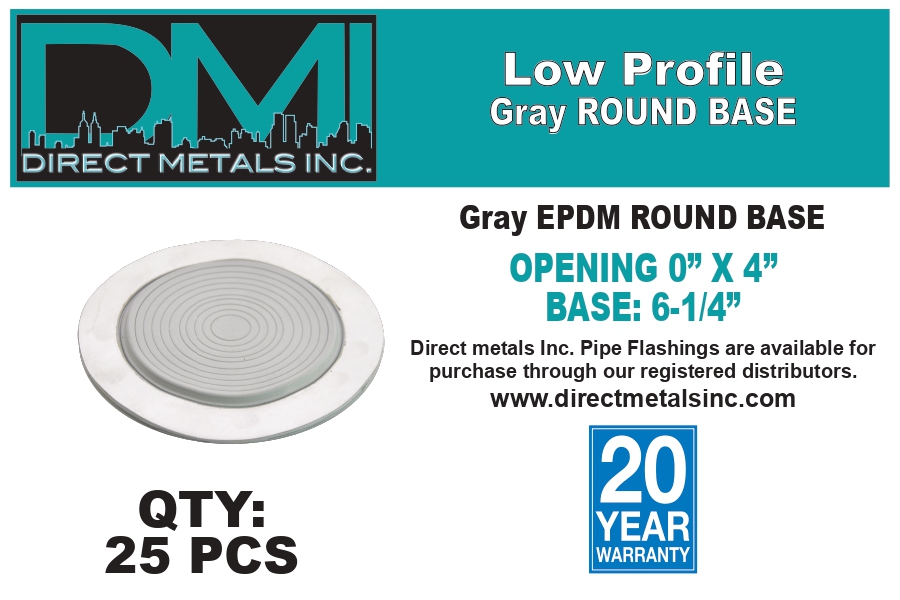 DMI
DIRECT METALS INC.
Low Profile
Gray ROUND BASE
Gray EPDM ROUND BASE
OPENING 0” X 4”
BASE: 6-1/4”
Direct metals Inc. Pipe Flashings are available for
purchase through our registered distributors.
www.directmetalsinc.com
20
YEAR
WARRANTY
QTY:
25 PCS